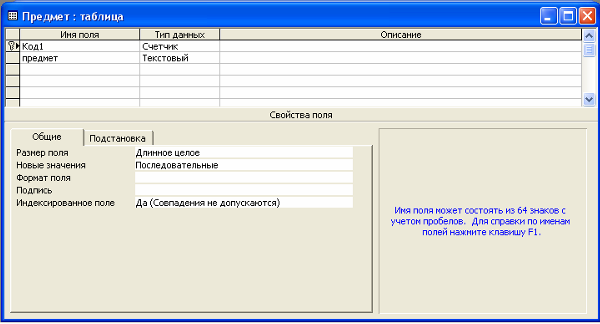 Предмет : таблица
Имя поля Тип данных Описание
Код1 Счетчик
предмет Текстовый
Свойства поля
Общие Подстановка
Размер поля Длинное целое
Новые значения Последовательные
Формат поля
Подпись
Индексированное поле Да (Совпадения не допускаются)
Имя поля может состоять из 64 знаков с
учетом пробелов. Для справки по именам
полей нажмите клавишу F1.